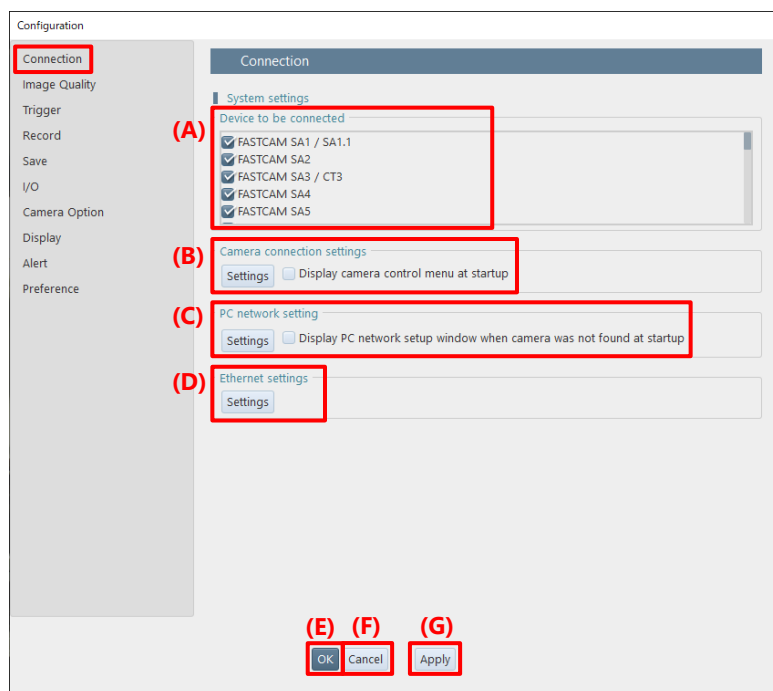 Configuration
Connection
Image Quality
Trigger
Record
Save
I/O
Camera Option
Display
Alert
Preference
Connection
System settings
(A)
Device to be connected
FASTCAM SA1 / SA1.1
FASTCAM SA2
FASTCAM SA3 / CT3
FASTCAM SA4
FASTCAM SA5
(B)
Camera connection settings
Settings Display camera control menu at startup
(C)
PC network setting
Settings Display PC network setup window when camera was not found at startup
(D)
Ethernet settings
Settings
(E) (F) (G)
OK Cancel Apply